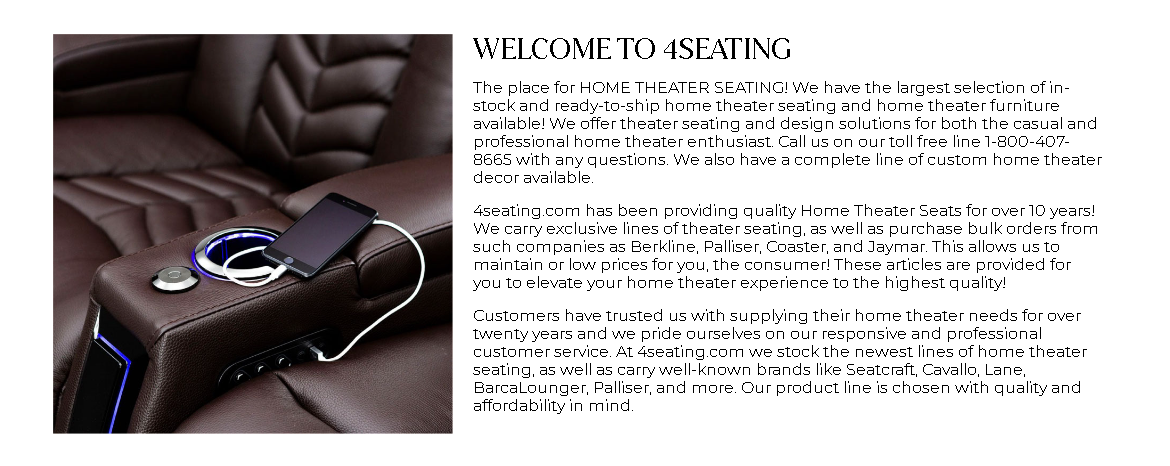 WELCOME TO 4SEATING
The place for HOME THEATER SEATING! We have the largest selection of in-
stock and ready-to-ship home theater seating and home theater furniture
available! We offer theater seating and design solutions for both the casual and
professional home theater enthusiast. Call us on our toll free line 1-800-407-
8665 with any questions. We also have a complete line of custom home theater
decor available.
4seating.com has been providing quality Home Theater Seats for over 10 years!
We carry exclusive lines of theater seating, as well as purchase bulk orders from
such companies as Berkline, Palliser, Coaster, and Jaymar. This allows us to
maintain or low prices for you, the consumer! These articles are provided for
you to elevate your home theater experience to the highest quality!
Customers have trusted us with supplying their home theater needs for over
twenty years and we pride ourselves on our responsive and professional
customer service. At 4seating.com we stock the newest lines of home theater
seating, as well as carry well-known brands like Seatcraft, Cavallo, Lane,
BarcaLounger, Palliser, and more. Our product line is chosen with quality and
affordability in mind.